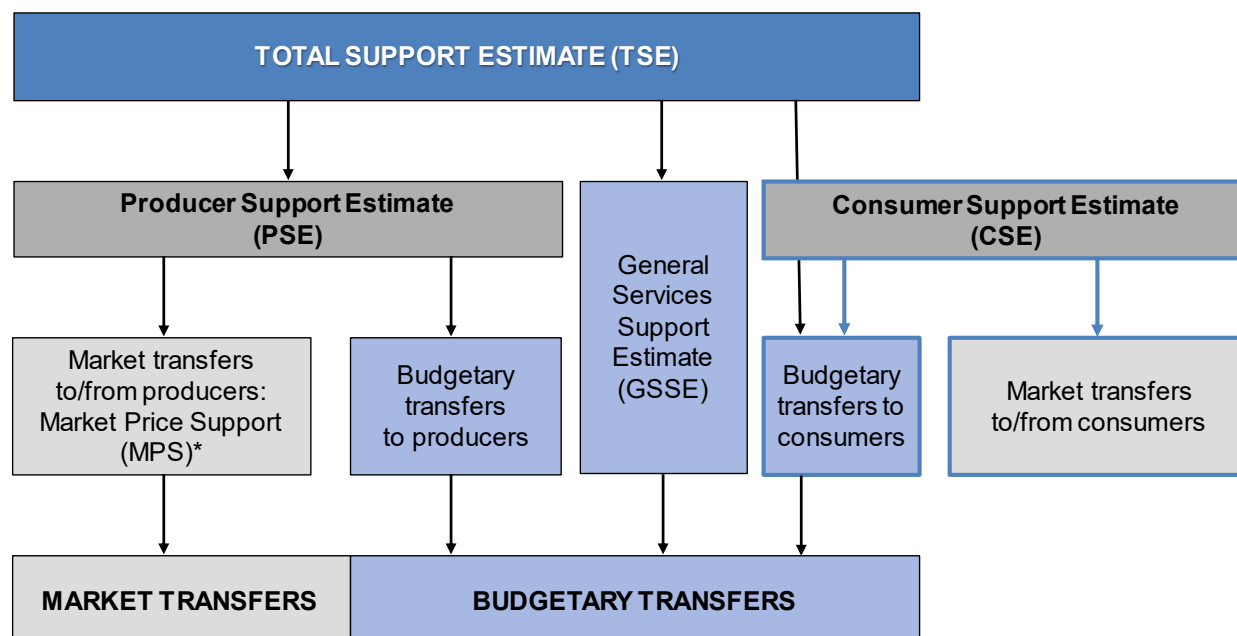 TOTAL SUPPORT ESTIMATE (TSE)
Producer Support Estimate
(PSE)
General
Services
Support
Estimate
(GSSE)
Consumer Support Estimate
(CSE)
Market transfers
to/from producers:
Market Price Support
(MPS)*
Budgetary
transfers
to producers
Budgetary
transfers to
consumers
Market transfers
to/from consumers
MARKET TRANSFERS
BUDGETARY TRANSFERS